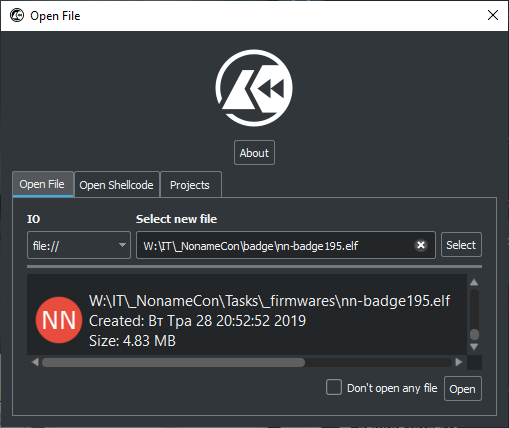 Open File
About
Open File Open Shellcode Projects
IO Select new file
file:// W:\IT\_NonameCon\badge\nn-badge195.elf Select
NN
W:\IT\_NonameCon\Tasks\_firmwares\nn-badge195.elf
Created: Вт Тра 28 20:52:52 2019
Size: 4.83 MB
Don't open any file Open